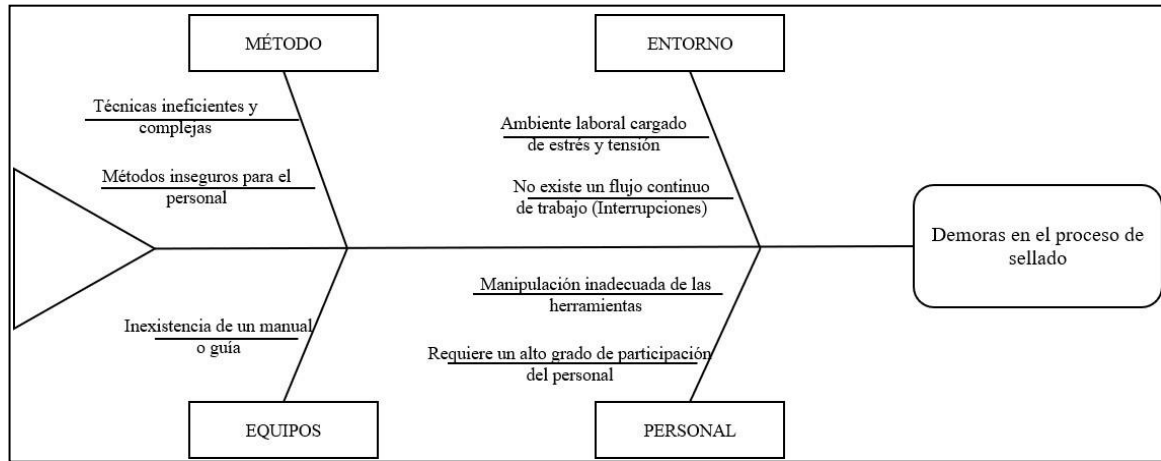 MÉTODO
ENTORNO
Técnicas ineficientes y
complejas
Métodos inseguros para el
personal
Ambiente laboral cargado
de estrés y tensión
No existe un flujo continuo
de trabajo (Interrupciones)
Demoras en el proceso de
sellado
Inexistencia de un manual
o guía
Manipulación inadecuada de las
herramientas
Requiere un alto grado de participación
del personal
EQUIPOS
PERSONAL